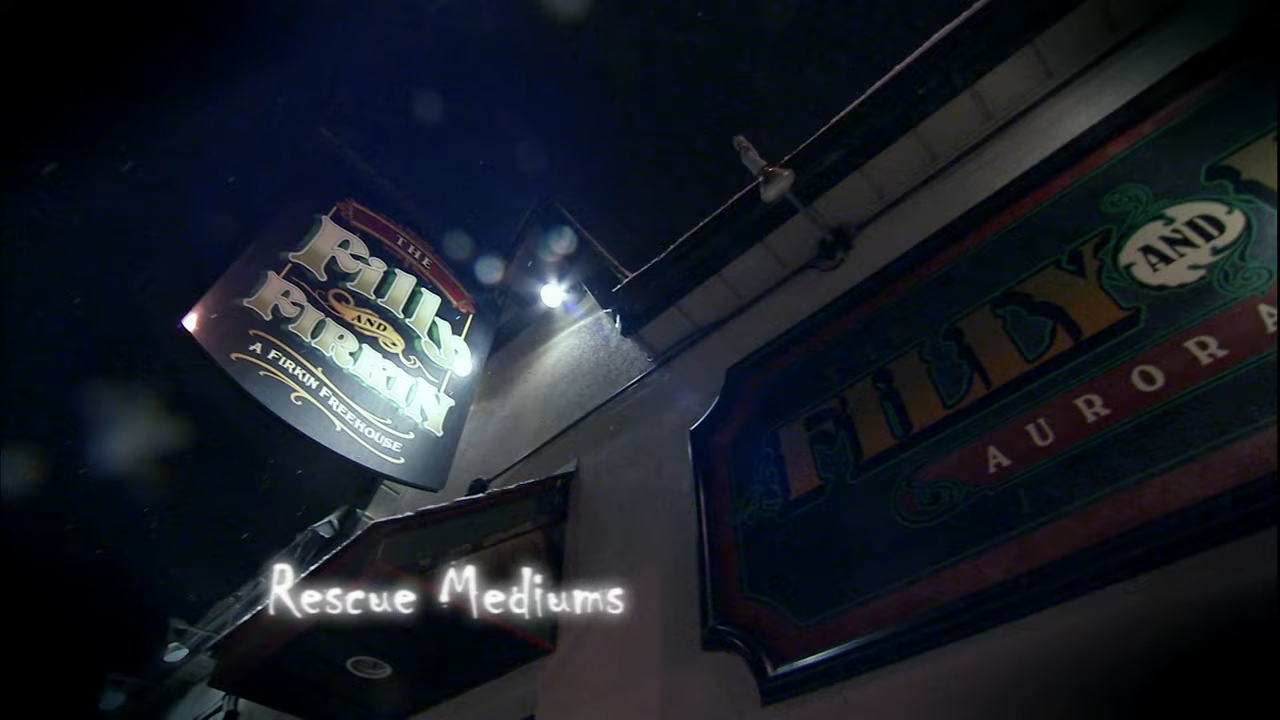 THE
Filly
AND
FIRKIN
A FIRKIN FREEHOUSE
FILLY AND
AURORA
Rescue Mediums